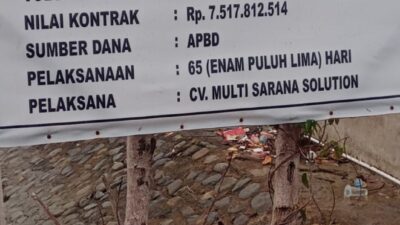 NILAI KONTRAK : Rp. 7.517.812.514
SUMBER DANA : APBD
PELAKSANAAN : 65 (ENAM PULUH LIMA) HARI
PELAKSANA : CV. MULTI SARANA SOLUTION